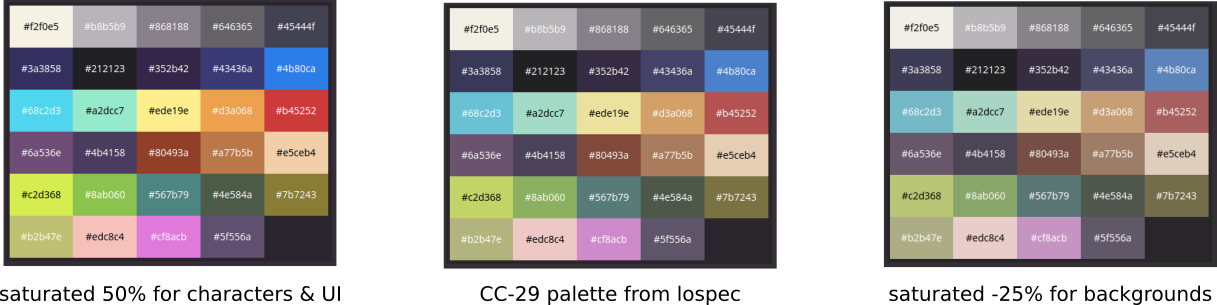 #f2f0e5 #b8b5b9 #868188 #646365 #45444f
#3a3858 #212123 #352b42 #43436a #4b80ca
#68c2d3 #a2dcc7 #ede19e #d3a068 #b45252
#6a536e #4b4158 #80493a #a77b5b #e5ceb4
#c2d368 #8ab060 #567b79 #4e584a #7b7243
#b2b47e #edc8c4 #cf8acb #5f556a
saturated 50% for characters & UI
#f2f0e5 #b8b5b9 #868188 #646365 #45444f
#3a3858 #212123 #352b42 #43436a #4b80ca
#68c2d3 #a2dcc7 #ede19e #d3a068 #b45252
#6a536e #4b4158 #80493a #a77b5b #e5ceb4
#c2d368 #8ab060 #567b79 #4e584a #7b7243
#b2b47e #edc8c4 #cf8acb #5f556a
CC-29 palette from lospec
#f2f0e5 #b8b5b9 #868188 #646365 #45444f
#3a3858 #212123 #352b42 #43436a #4b80ca
#68c2d3 #a2dcc7 #ede19e #d3a068 #b45252
#6a536e #4b4158 #80493a #a77b5b #e5ceb4
#c2d368 #8ab060 #567b79 #4e584a #7b7243
#b2b47e #edc8c4 #cf8acb #5f556a
saturated -25% for backgrounds